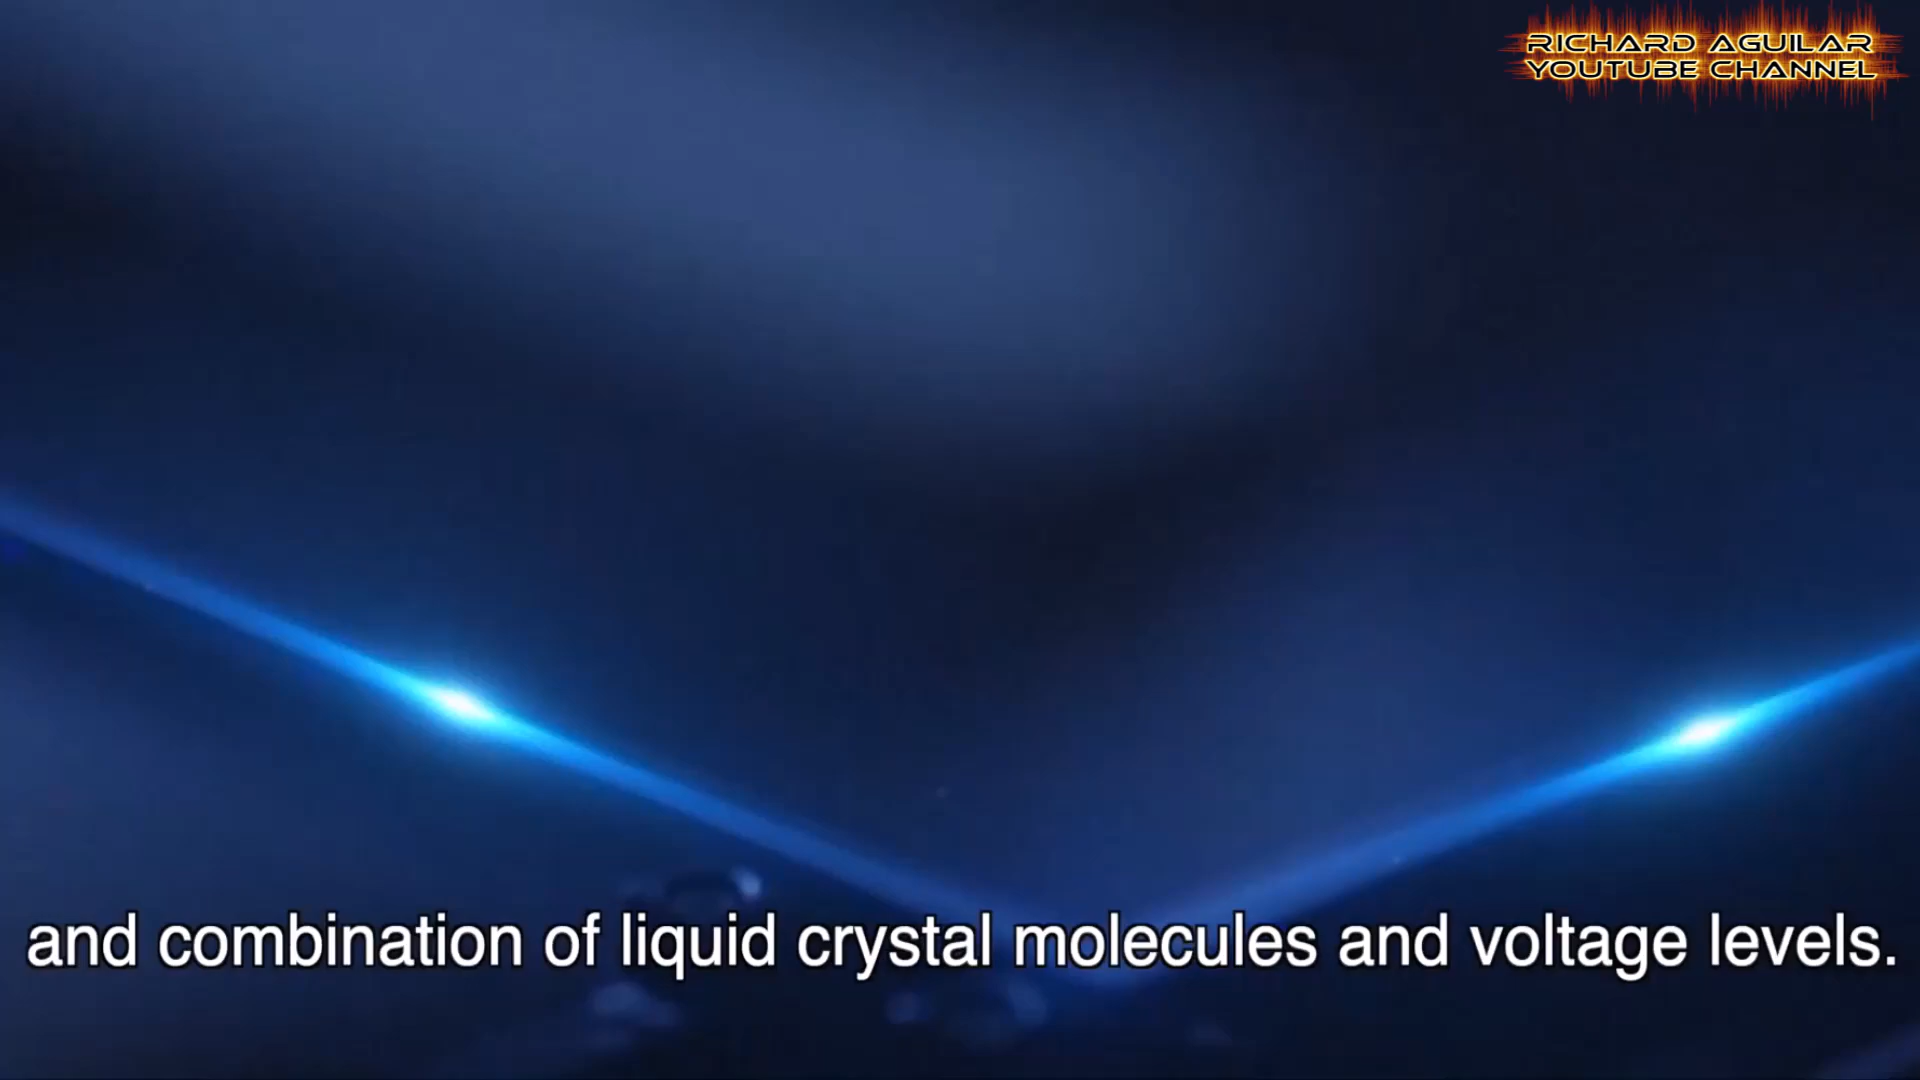 RICHARD AGUILAR
YOUTUBE CHANNEL
and combination of liquid crystal molecules and voltage levels.